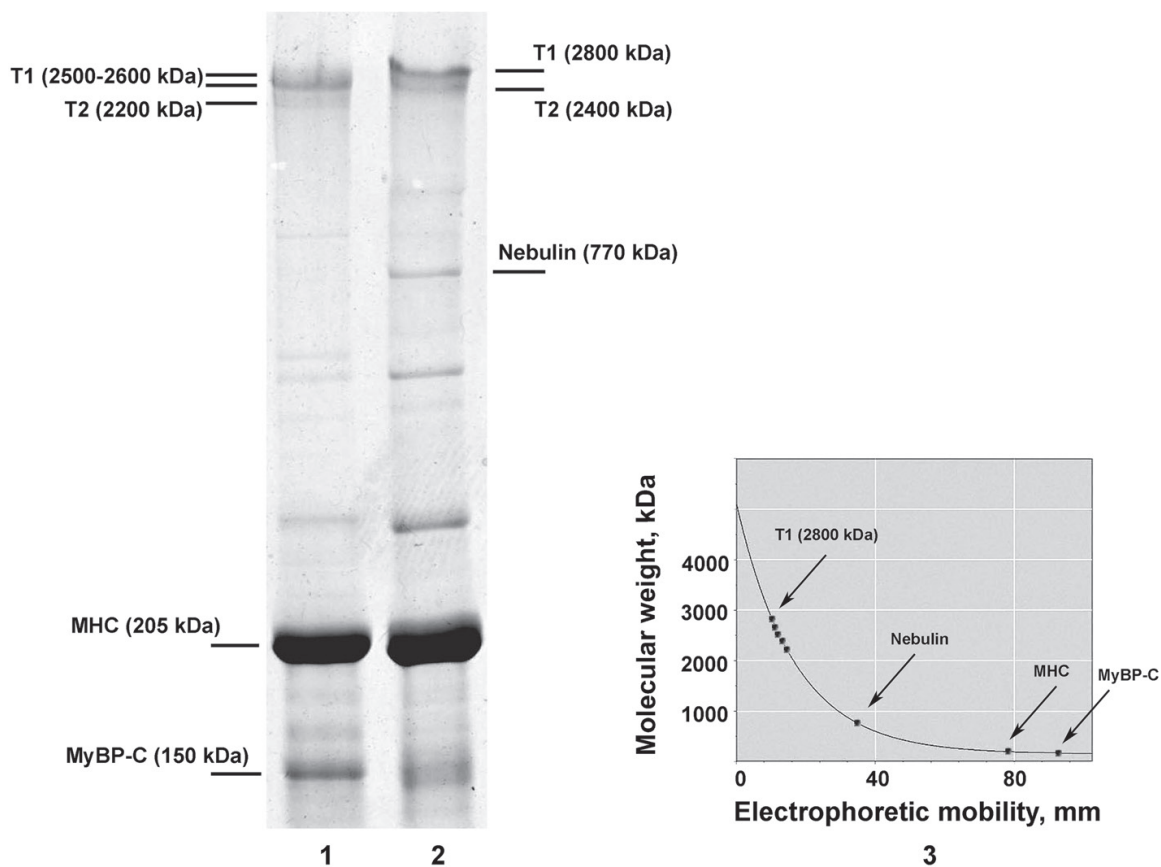 T1 (2500-2600 kDa)
T2 (2200 kDa)
T1 (2800 kDa)
T2 (2400 kDa)
Nebulin (770 kDa)
MHC (205 kDa)
MyBP-C (150 kDa)
1
2
Molecular weight, kDa
4000
3000
2000
1000
T1 (2800 kDa)
Nebulin
MHC
MyBP-C
0
40
80
Electrophoretic mobility, mm
3